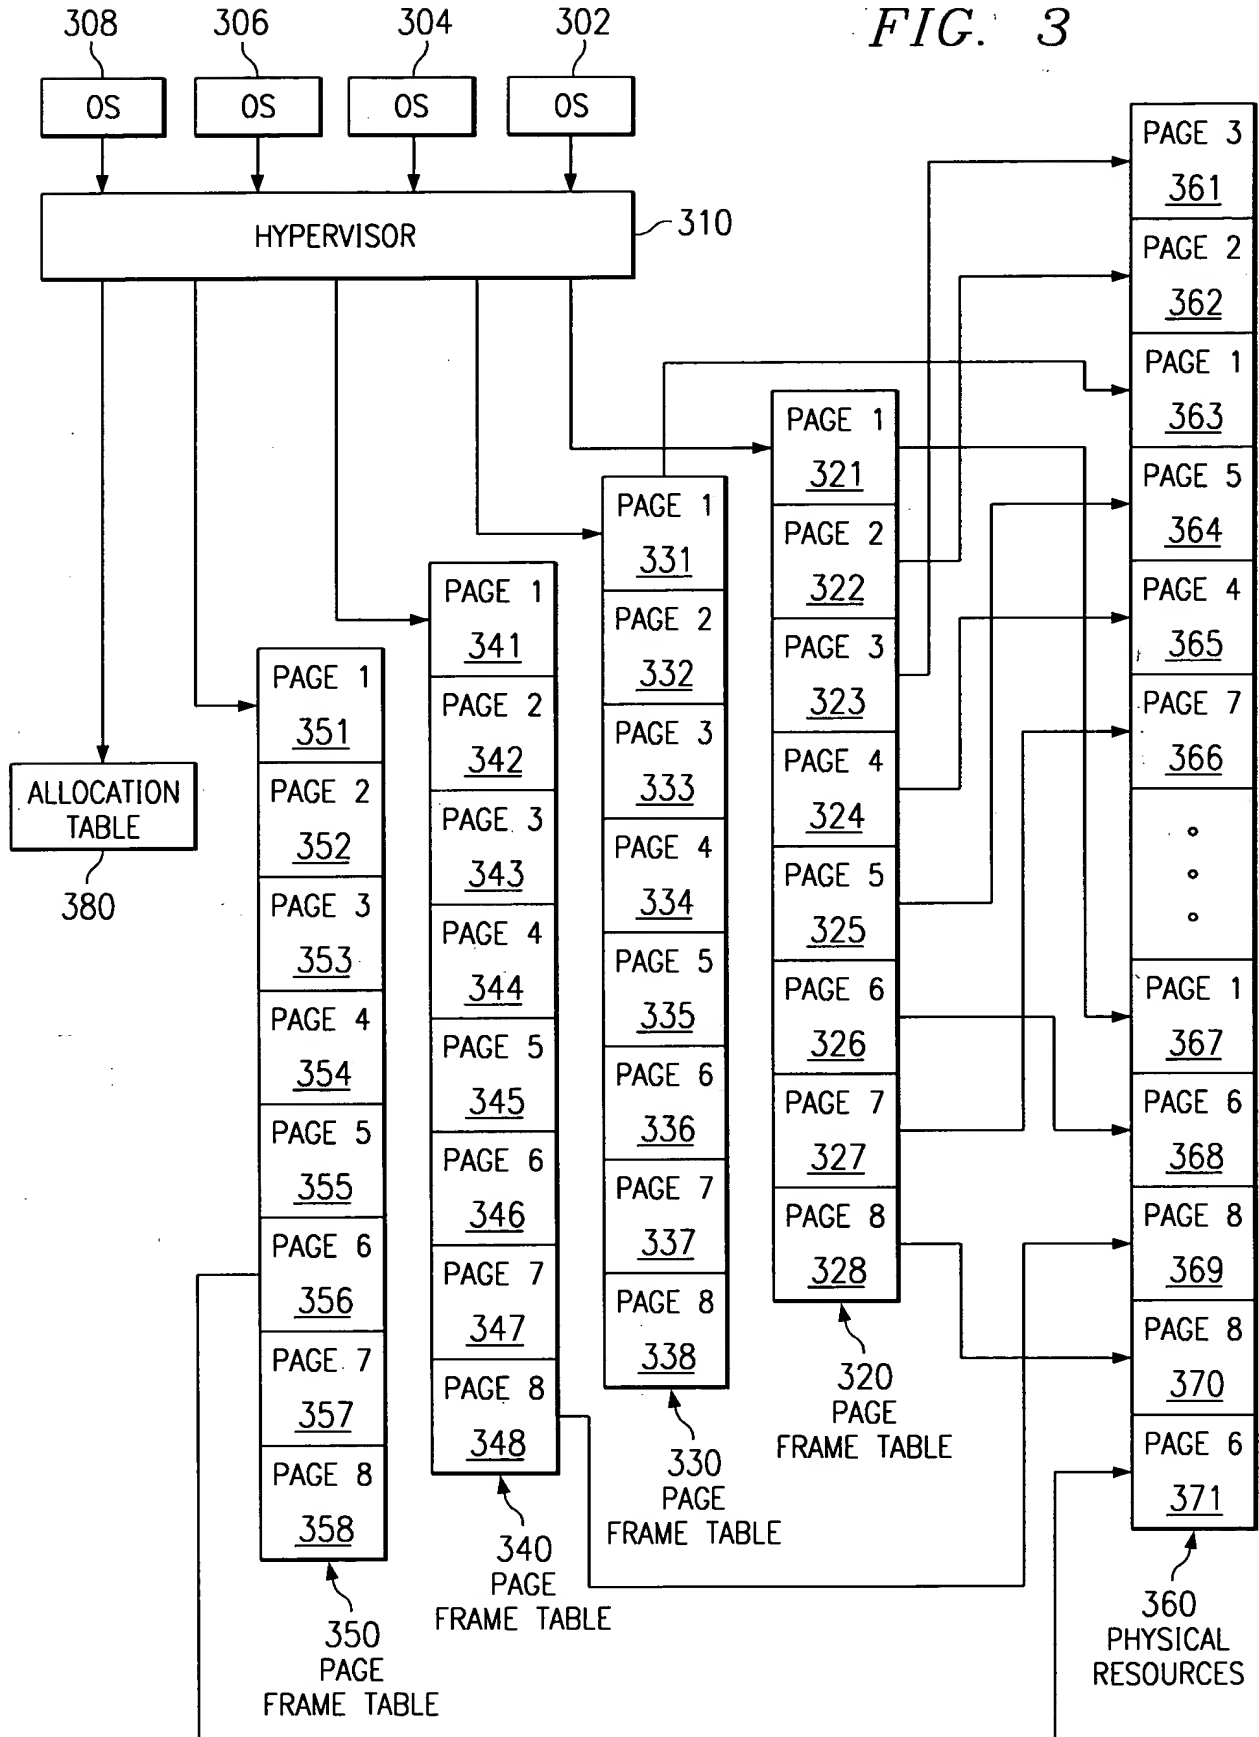 308 306 304 302
FIG. 3
OS OS OS OS
HYPERVISOR
310
ALLOCATION
TABLE
380
PAGE 1
351
PAGE 2
352
PAGE 3
353
PAGE 4
354
PAGE 5
355
PAGE 6
356
PAGE 7
357
PAGE 8
358
350
PAGE
FRAME TABLE
PAGE 1
341
PAGE 2
342
PAGE 3
343
PAGE 4
344
PAGE 5
345
PAGE 6
346
PAGE 7
347
PAGE 8
348
340
PAGE
FRAME TABLE
PAGE 1
331
PAGE 2
332
PAGE 3
333
PAGE 4
334
PAGE 5
335
PAGE 6
336
PAGE 7
337
PAGE 8
338
330
PAGE
FRAME TABLE
PAGE 1
321
PAGE 2
322
PAGE 3
323
PAGE 4
324
PAGE 5
325
PAGE 6
326
PAGE 7
327
PAGE 8
328
320
PAGE
FRAME TABLE
PAGE 3
361
PAGE 2
362
PAGE 1
363
PAGE 5
364
PAGE 4
365
PAGE 7
366
PAGE 1
367
PAGE 6
368
PAGE 8
369
PAGE 8
370
PAGE 6
371
360
PHYSICAL
RESOURCES